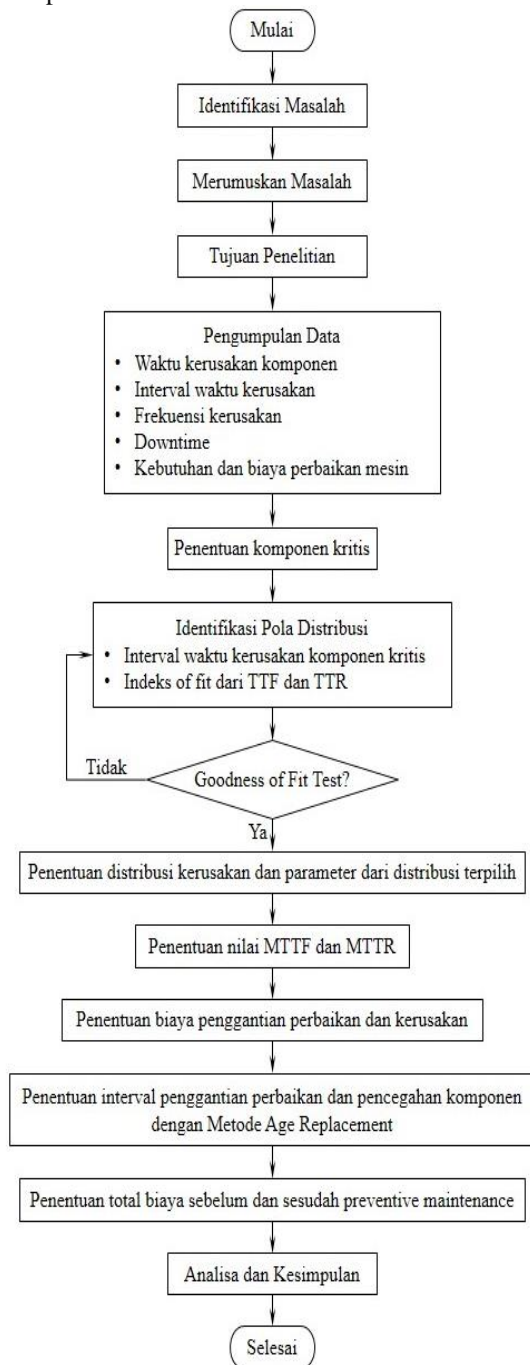 Mulai
Identifikasi Masalah
Merumuskan Masalah
Tujuan Penelitian
Pengumpulan Data
• Waktu kerusakan komponen
• Interval waktu kerusakan
• Frekuensi kerusakan
• Downtime
• Kebutuhan dan biaya perbaikan mesin
Penentuan komponen kritis
Identifikasi Pola Distribusi
• Interval waktu kerusakan komponen kritis
• Indeks of fit dari TTF dan TTR
Tidak
Goodness of Fit Test?
Ya
Penentuan distribusi kerusakan dan parameter dari distribusi terpilih
Penentuan nilai MTTF dan MTTR
Penentuan biaya penggantian perbaikan dan kerusakan
Penentuan interval penggantian perbaikan dan pencegahan komponen
dengan Metode Age Replacement
Penentuan total biaya sebelum dan sesudah preventive maintenance
Analisa dan Kesimpulan
Selesai